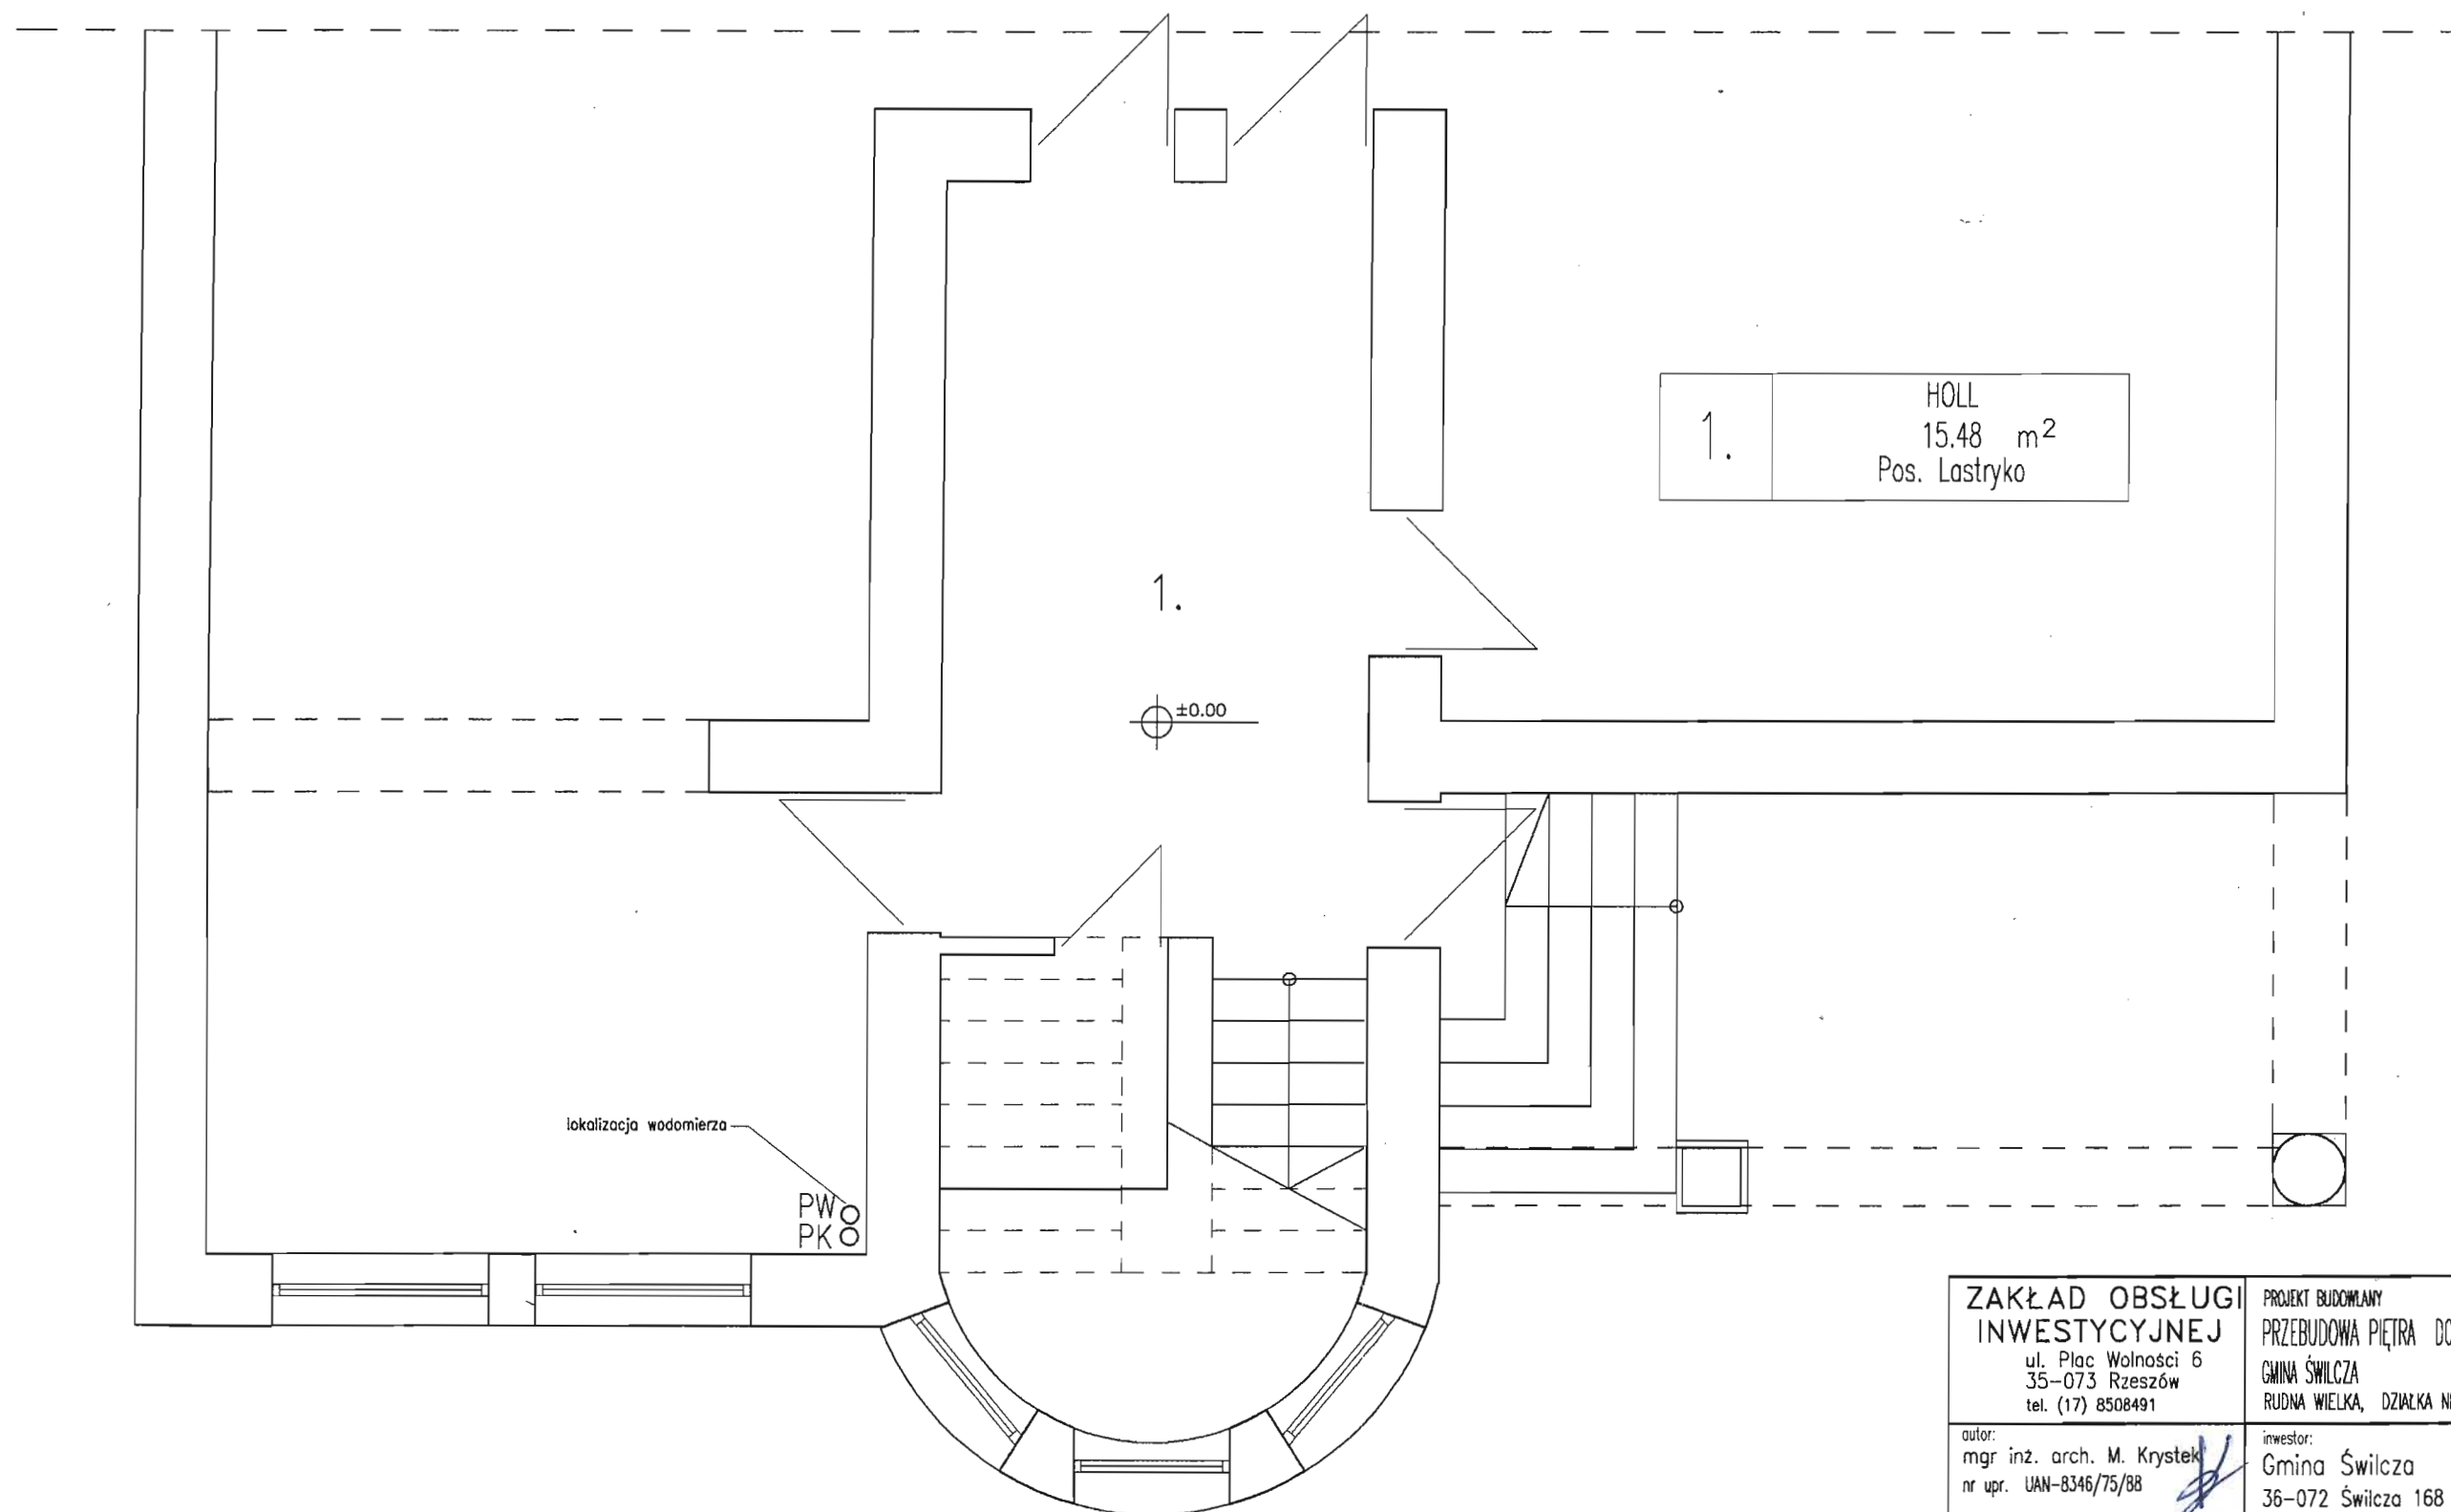 1.
HOLL
15.48 m²
Pos. Lastryko
1.
±0.00
lokalizacja wodomierza
PW
PK
ZAKŁAD OBSŁUGI
INWESTYCYJNEJ
ul. Plac Wolności 6
35-073 Rzeszów
tel. (17) 8508491
PROJEKT BUDOWLANY
PRZEBUDOWA PIĘTRA
GMINA ŚWILCZA
RUDNA WIELKA, DZIAŁKA
autor:
mgr inż. arch. M. Krystek
nr upr. UAN-8346/75/88
inwestor:
Gmina Świlcza
36-072 Świlcza 168